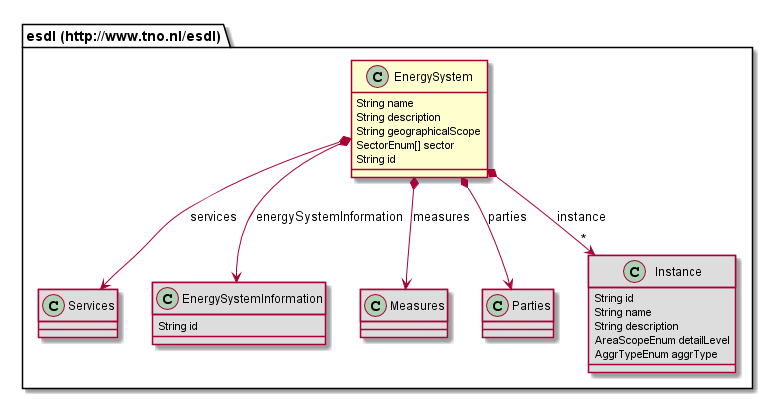 esdl (http://www.tno.nl/esdl)
C EnergySystem
String name
String description
String geographicalScope
SectorEnum[] sector
String id
services
energySystemInformation
measures
parties
instance
*
C Services
C EnergySystemInformation
String id
C Measures
C Parties
C Instance
String id
String name
String description
AreaScopeEnum detailLevel
AggrTypeEnum aggrType